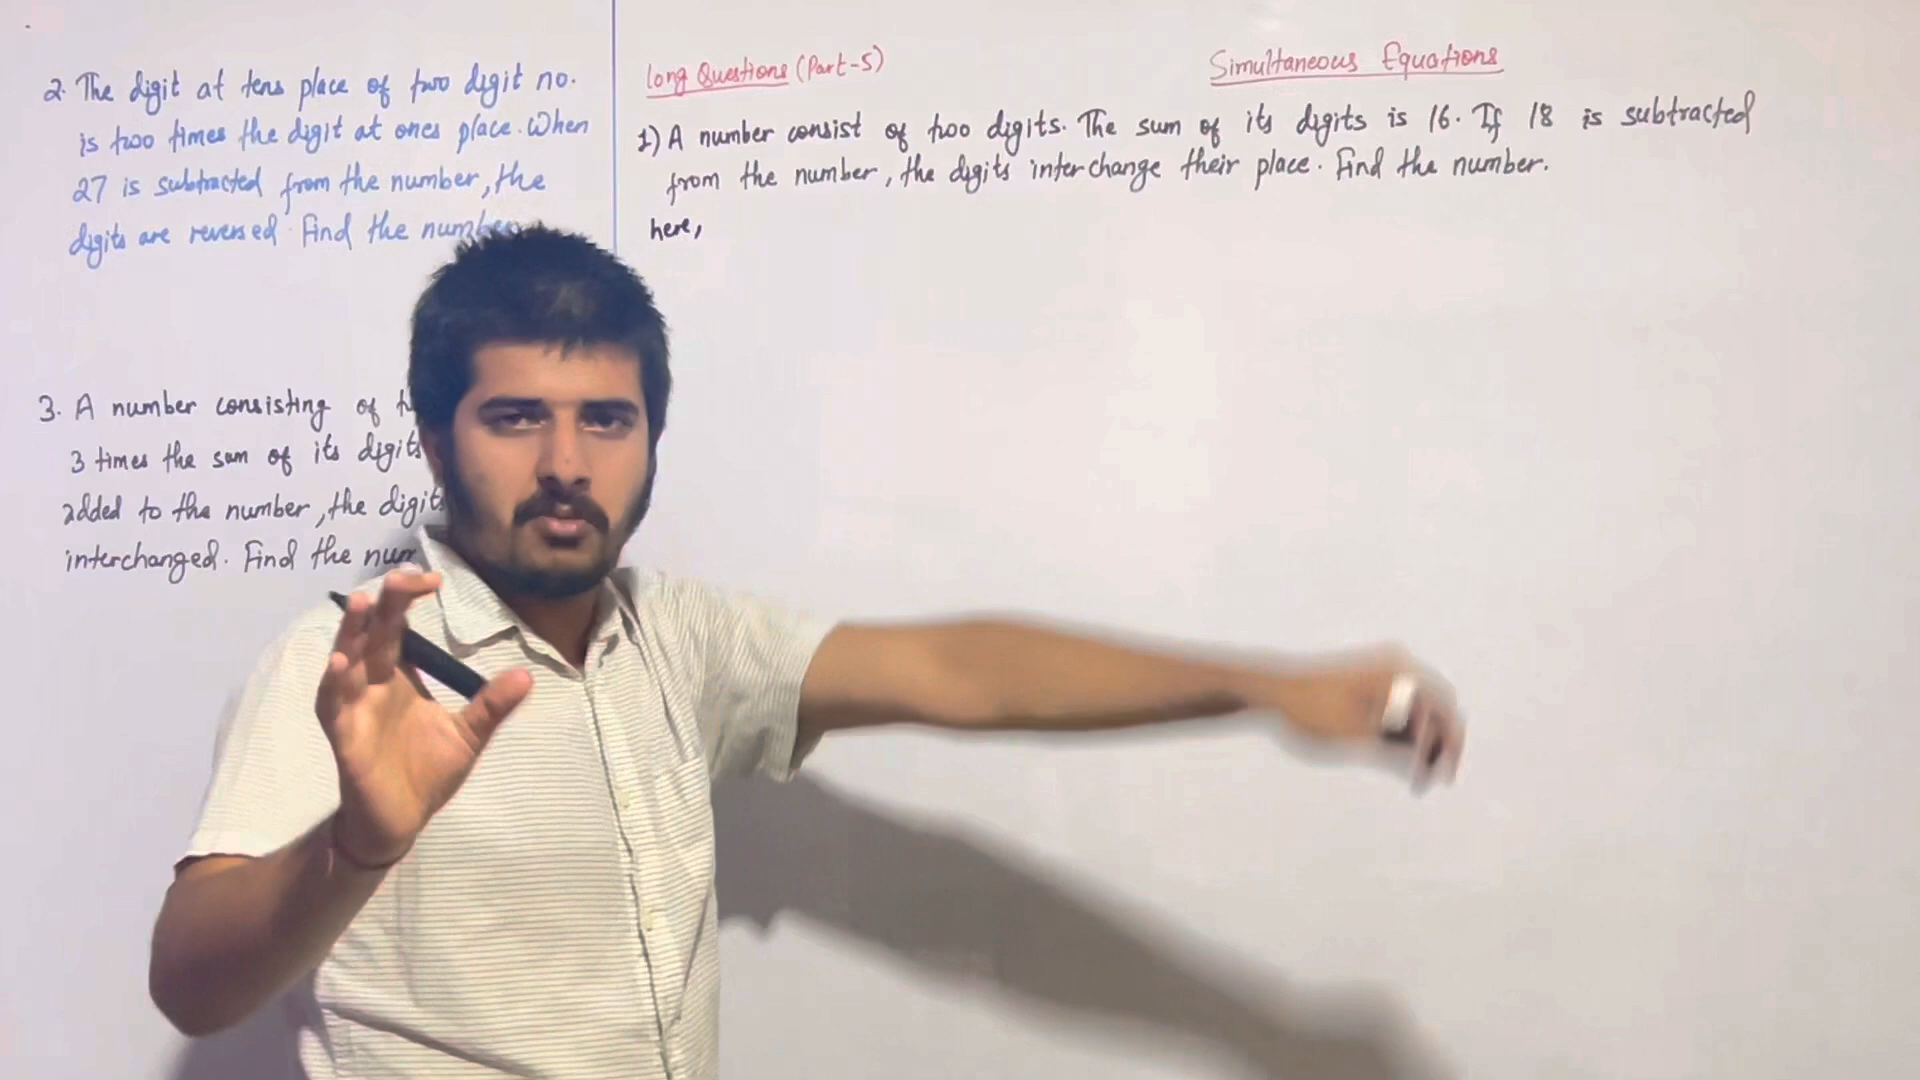 2. The digit at tens place of two digit no.
is two times the digit at ones place. When
27 is subtracted from the number, the
digits are reversed. Find the number
3. A number consisting of
3 times the sum of its digits
added to the number, the digits
interchanged. Find the num
Long Questions (Part-5)
Simultaneous Equations
1) A number consist of two digits. The sum of its digits is 16. If 18 is subtracted
from the number, the digits interchange their place. Find the number.
here,